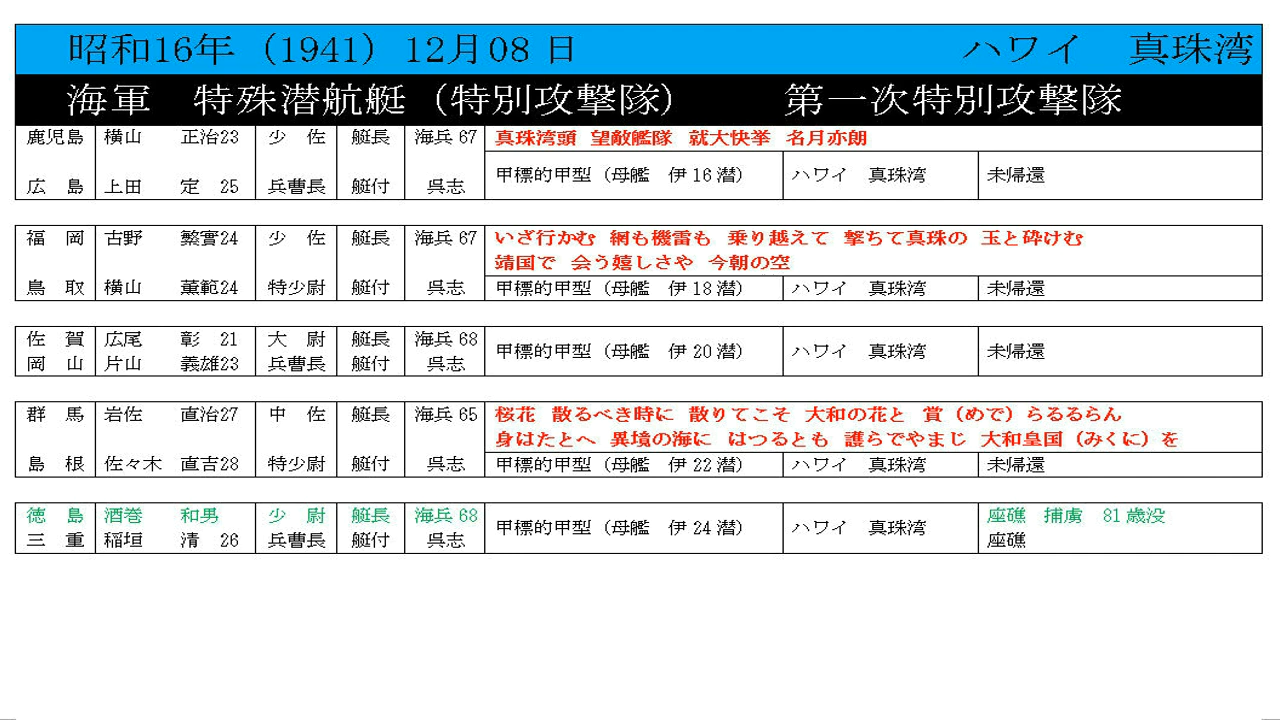 昭和16年（1941）12月08日　ハワイ　真珠湾
海軍　特殊潜航艇（特別攻撃隊）　第一次特別攻撃隊
鹿児島　横山　正治23　少　佐　艇長　海兵67　真珠湾頭　望敵艦隊　就大快挙　名月亦朗
甲標的甲型（母艦　伊16潜）　ハワイ　真珠湾　未帰還
広　島　上田　定　25　兵曹長　艇付　呉志
福　岡　古野　繁實24　少　佐　艇長　海兵67　いざ行かむ　網も機雷も　乗り越えて　撃ちて真珠の　玉と砕けむ
靖国で　会う嬉しさや　今朝の空
鳥　取　横山　薫範24　特少尉　艇付　呉志　甲標的甲型（母艦　伊18潜）　ハワイ　真珠湾　未帰還
佐　賀　広尾　彰　21　大　尉　艇長　海兵68
甲標的甲型（母艦　伊20潜）　ハワイ　真珠湾　未帰還
岡　山　片山　義雄23　兵曹長　艇付　呉志
群　馬　岩佐　直治27　中　佐　艇長　海兵65　桜花　散るべき時に　散りてこそ　大和の花と　賞（めで）らるるらん
身はたとへ　異境の海に　はつるとも　護らでやまじ　大和皇国（みくに）を
島　根　佐々木　直吉28　特少尉　艇付　呉志　甲標的甲型（母艦　伊22潜）　ハワイ　真珠湾　未帰還
徳　島　酒巻　和男　少　尉　艇長　海兵68　座礁　捕虜　81歳没
甲標的甲型（母艦　伊24潜）　ハワイ　真珠湾
三　重　稲垣　清　26　兵曹長　艇付　呉志　座礁